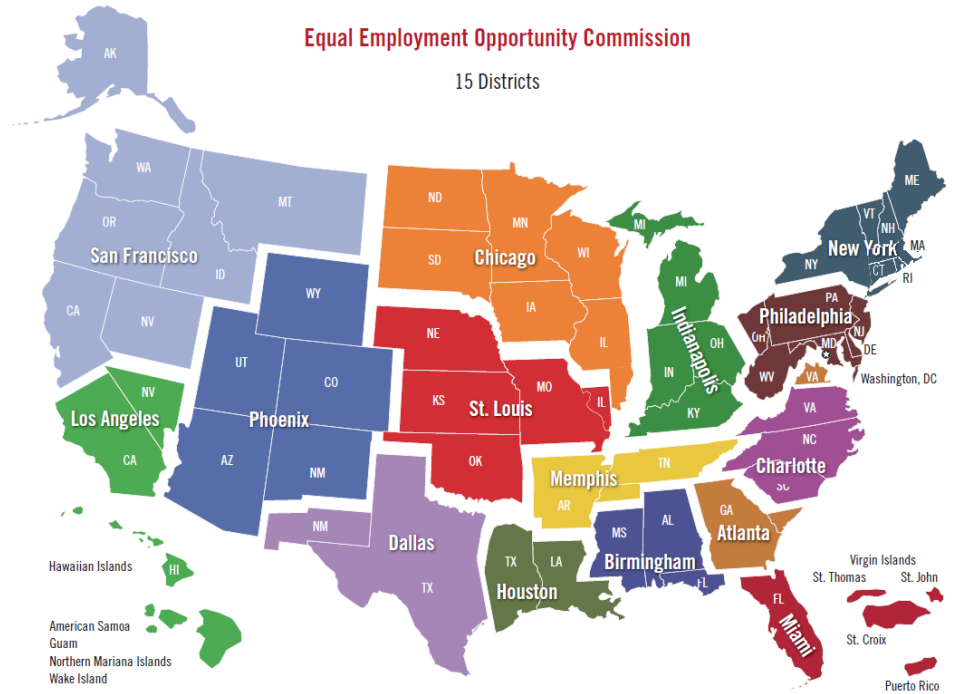 Equal Employment Opportunity Commission
15 Districts
AK
WA
MT
OR
ID
San Francisco
CA
NV
ND
MN
SD
WI
Chicago
IA
IL
MI
MI
Indianapolis
OH
IN
KY
ME
VT
NH
New York
MA
NY
CT
RI
PA
Philadelphia
OH
NJ
MD
DE
WV
Washington, DC
VA
WY
UT
CO
Phoenix
AZ
NM
NE
KS
MO
IL
St. Louis
OK
NV
Los Angeles
CA
VA
NC
Charlotte
SC
TN
Memphis
AR
GA
Atlanta
MS
AL
Birmingham
FL
NM
Dallas
TX
TX
LA
Houston
FL
Miami
Hawaiian Islands
HI
American Samoa
Guam
Northern Mariana Islands
Wake Island
Virgin Islands
St. Thomas
St. John
St. Croix
Puerto Rico